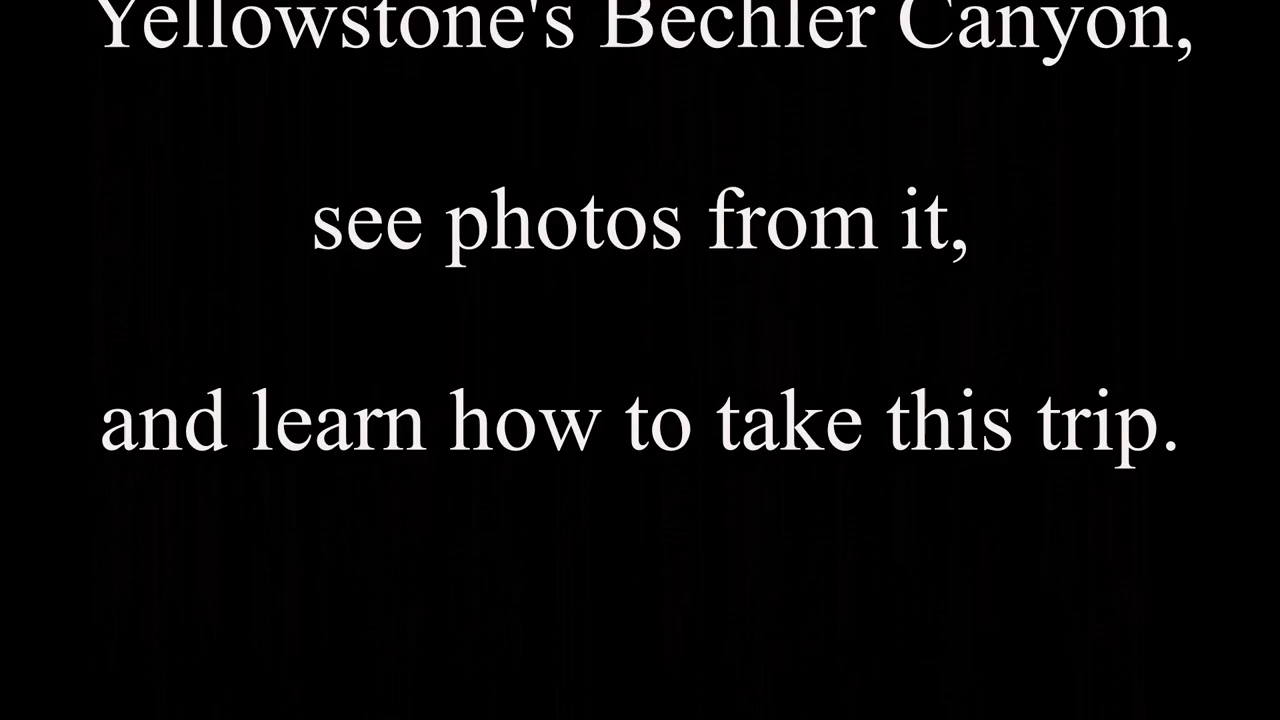 Yellowstone's Bechler Canyon,
see photos from it,
and learn how to take this trip.